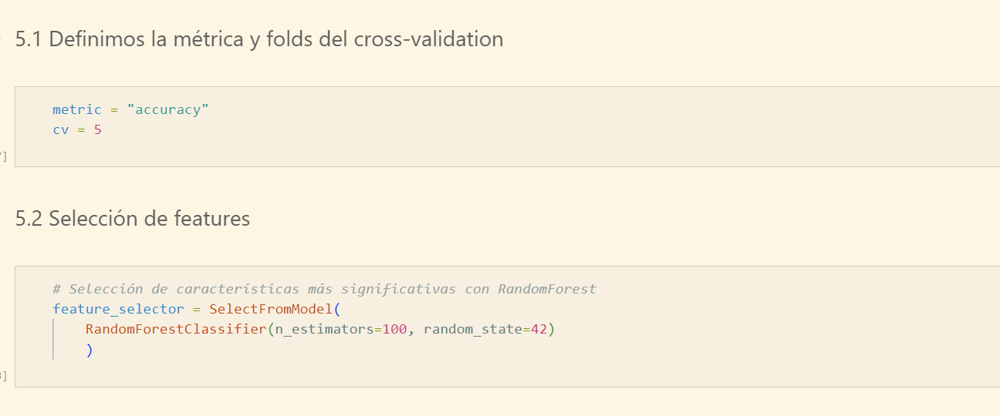 5.1 Definimos la métrica y folds del cross-validation
metric = "accuracy"
cv = 5
]
5.2 Selección de features
# Selección de características más significativas con RandomForest
feature_selector = SelectFromModel(
RandomForestClassifier(n_estimators=100, random_state=42)
)
]